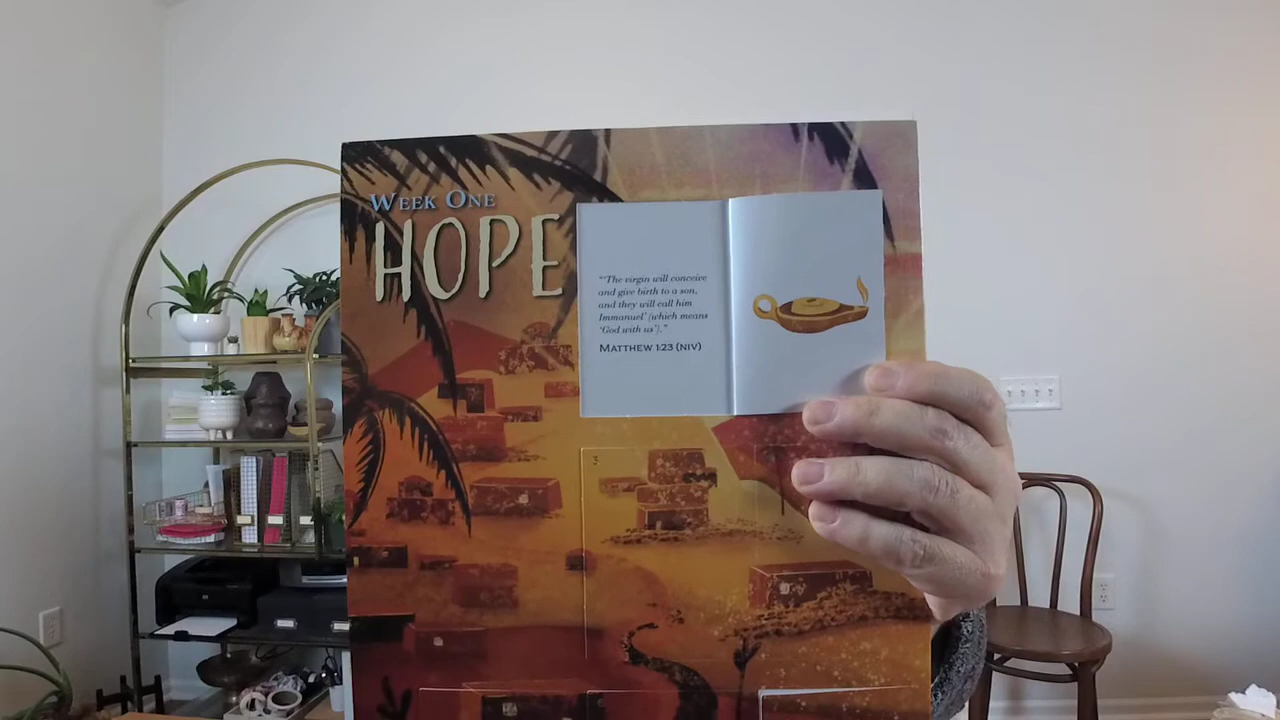 WEEK ONE
HOPE
"'The virgin will conceive
and give birth to a son,
and they will call him
Immanuel' (which means
'God with us')."
MATTHEW 1:23 (NIV)
3